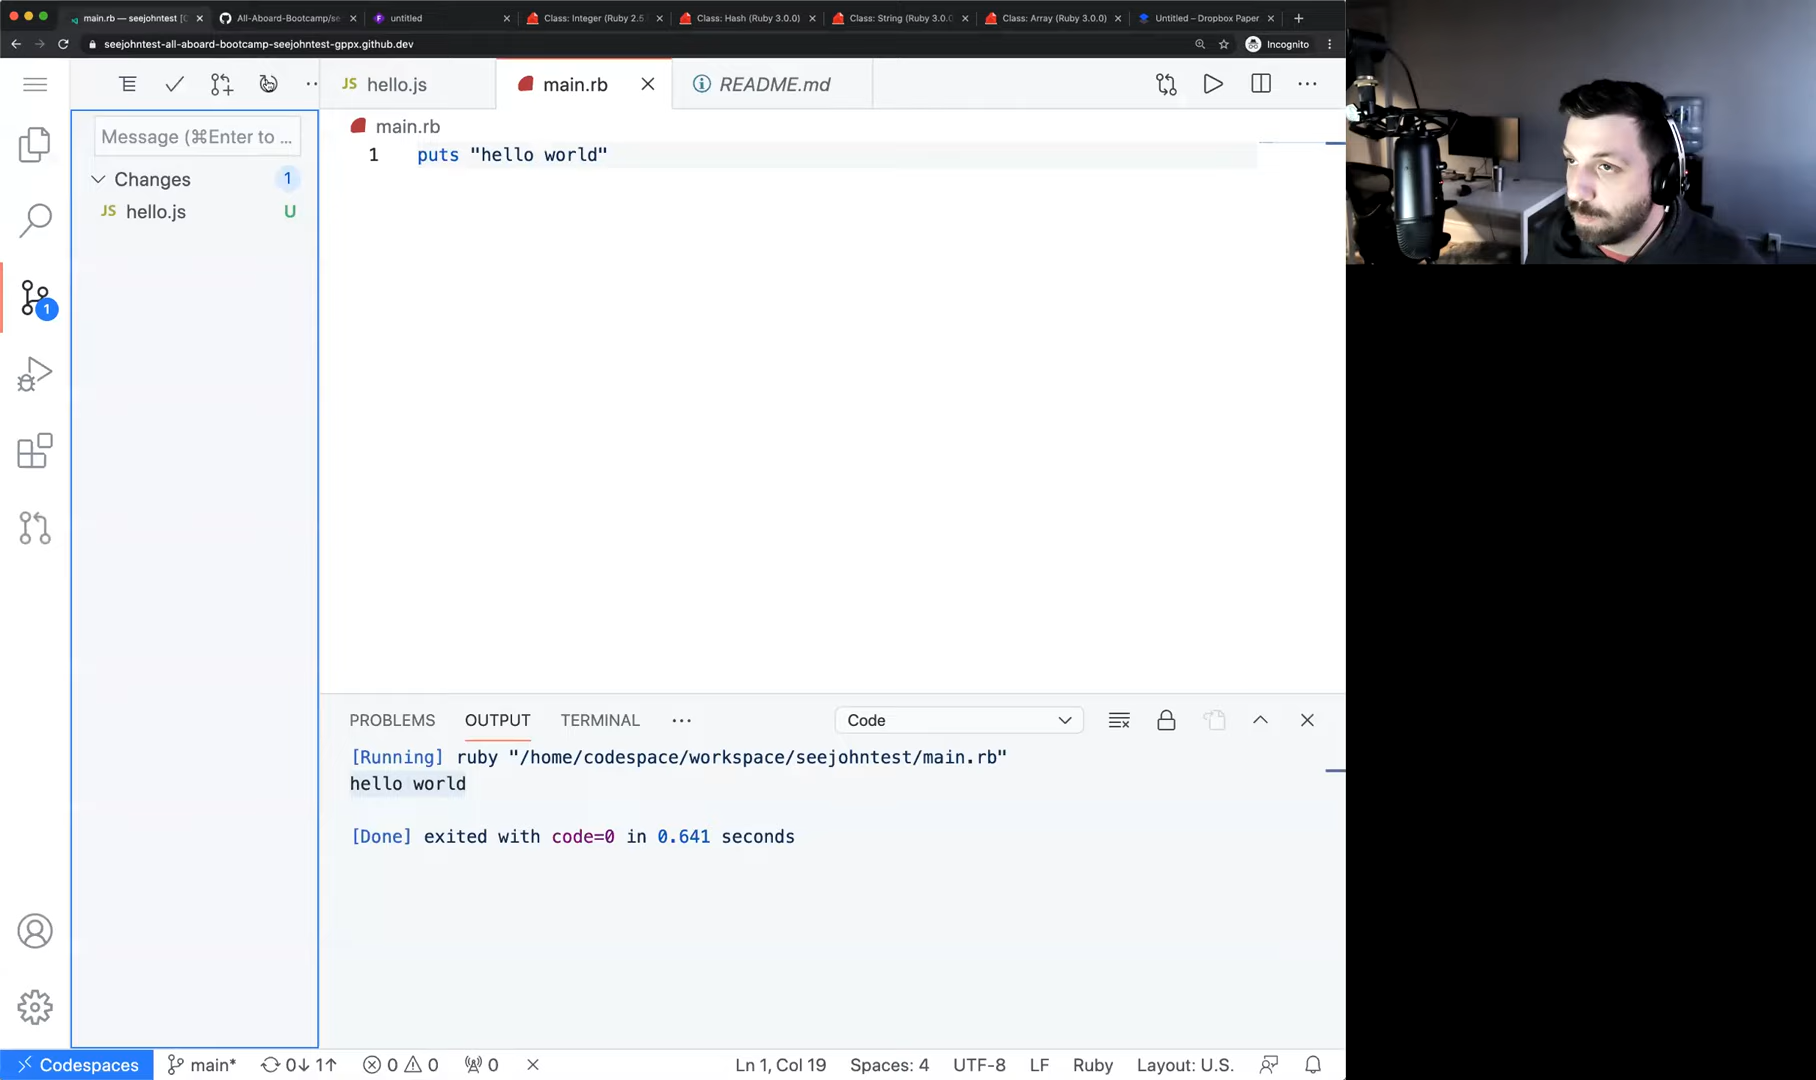 main.rb — seejohntest [C
All-Aboard-Bootcamp/se
untitled
Class: Integer (Ruby 2.5.
Class: Hash (Ruby 3.0.0)
Class: String (Ruby 3.0.0)
Class: Array (Ruby 3.0.0)
Untitled – Dropbox Paper
seejohntest-all-aboard-bootcamp-seejohntest-gppx.github.dev
Incognito
JS hello.js
main.rb
README.md
Message (⌘Enter to ...
Changes 1
JS hello.js U
1
main.rb
1 puts "hello world"
PROBLEMS OUTPUT TERMINAL ...
Code
[Running] ruby "/home/codespace/workspace/seejohntest/main.rb"
hello world
[Done] exited with code=0 in 0.641 seconds
Codespaces main* 0↓ 1↑ 0 0 0 Ln 1, Col 19 Spaces: 4 UTF-8 LF Ruby Layout: U.S.